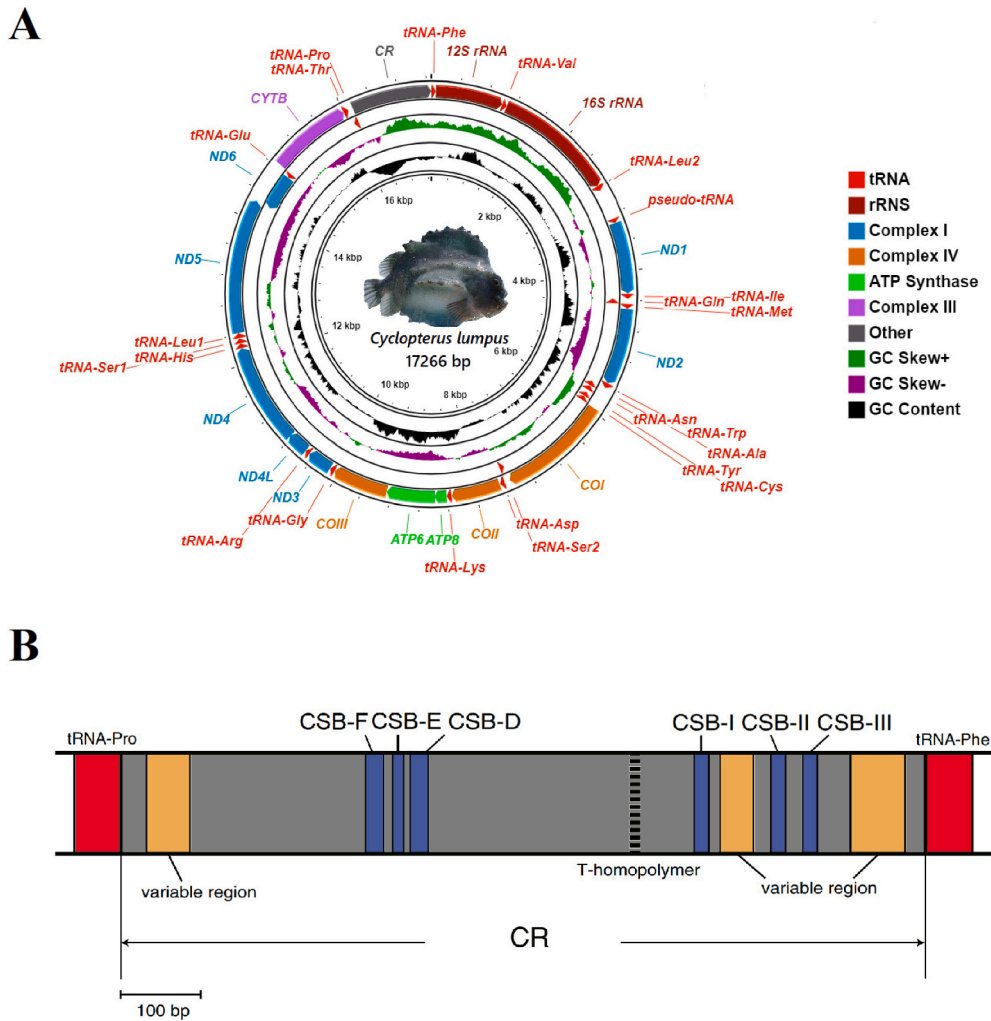 A
tRNA-Phe
CR
12S rRNA
tRNA-Pro
tRNA-Thr
tRNA-Val
CYTB
16S rRNA
tRNA-Glu
ND6
tRNA-Leu2
pseudo-tRNA
ND1
ND5
tRNA-Gln
tRNA-Ile
tRNA-Met
ND2
tRNA-Leu1
tRNA-His
tRNA-Ser1
ND4
tRNA-Asn
tRNA-Trp
tRNA-Ala
tRNA-Tyr
tRNA-Cys
COI
ND4L
ND3
tRNA-Gly
tRNA-Arg
COIII
ATP6
ATP8
tRNA-Lys
COII
tRNA-Asp
tRNA-Ser2
16 kbp
2 kbp
14 kbp
4 kbp
12 kbp
6 kbp
10 kbp
8 kbp
Cyclopterus lumpus
17266 bp
tRNA
rRNS
Complex I
Complex IV
ATP Synthase
Complex III
Other
GC Skew+
GC Skew-
GC Content
B
CSB-F CSB-E CSB-D
CSB-I CSB-II CSB-III
tRNA-Pro
tRNA-Phe
variable region
T-homopolymer
variable region
CR
100 bp